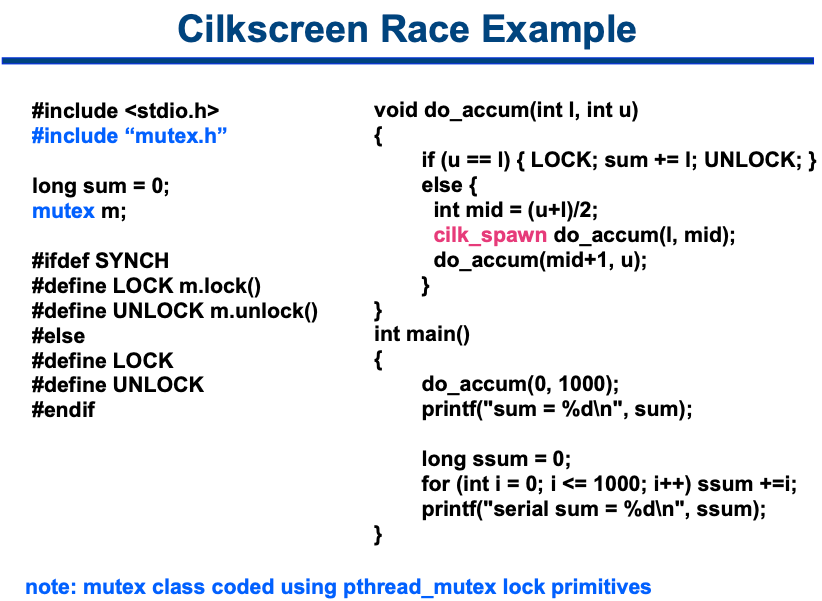 Cilkscreen Race Example
#include <stdio.h>
#include “mutex.h”
long sum = 0;
mutex m;
#ifdef SYNCH
#define LOCK m.lock()
#define UNLOCK m.unlock()
#else
#define LOCK
#define UNLOCK
#endif
void do_accum(int l, int u)
{
if (u == l) { LOCK; sum += l; UNLOCK; }
else {
int mid = (u+l)/2;
cilk_spawn do_accum(l, mid);
do_accum(mid+1, u);
}
}
int main()
{
do_accum(0, 1000);
printf("sum = %d\n", sum);
long ssum = 0;
for (int i = 0; i <= 1000; i++) ssum +=i;
printf("serial sum = %d\n", ssum);
}
note: mutex class coded using pthread_mutex lock primitives